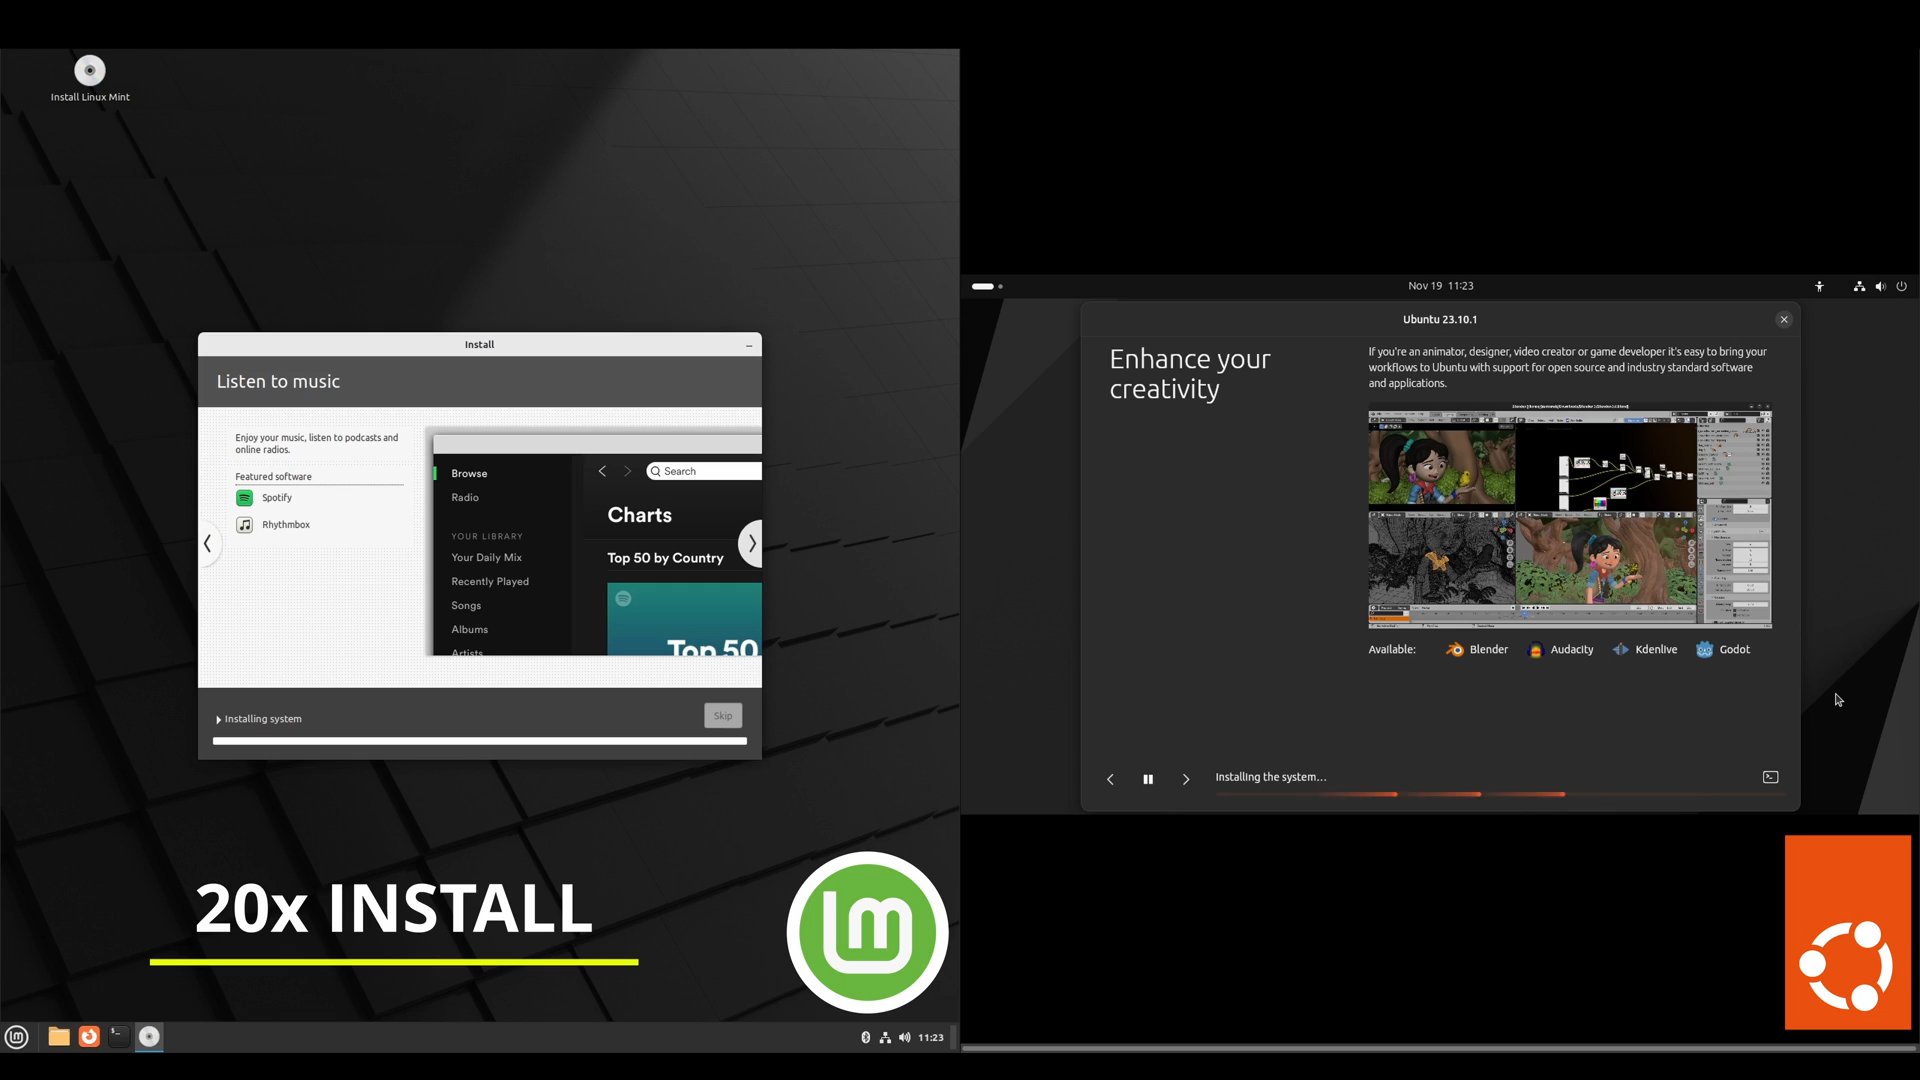 Install Linux Mint
Install
Listen to music
Enjoy your music, listen to podcasts and
online radios.
Featured software
Spotify
Rhythmbox
Browse
Radio
YOUR LIBRARY
Your Daily Mix
Recently Played
Songs
Albums
Artists
Search
Charts
Top 50 by Country
Top 50
Installing system
Skip
20x INSTALL
11:23
Nov 19 11:23
Ubuntu 23.10.1
Enhance your
creativity
If you're an animator, designer, video creator or game developer it's easy to bring your
workflows to Ubuntu with support for open source and industry standard software
and applications.
Available:
Blender
Audacity
Kdenlive
Godot
Installing the system...